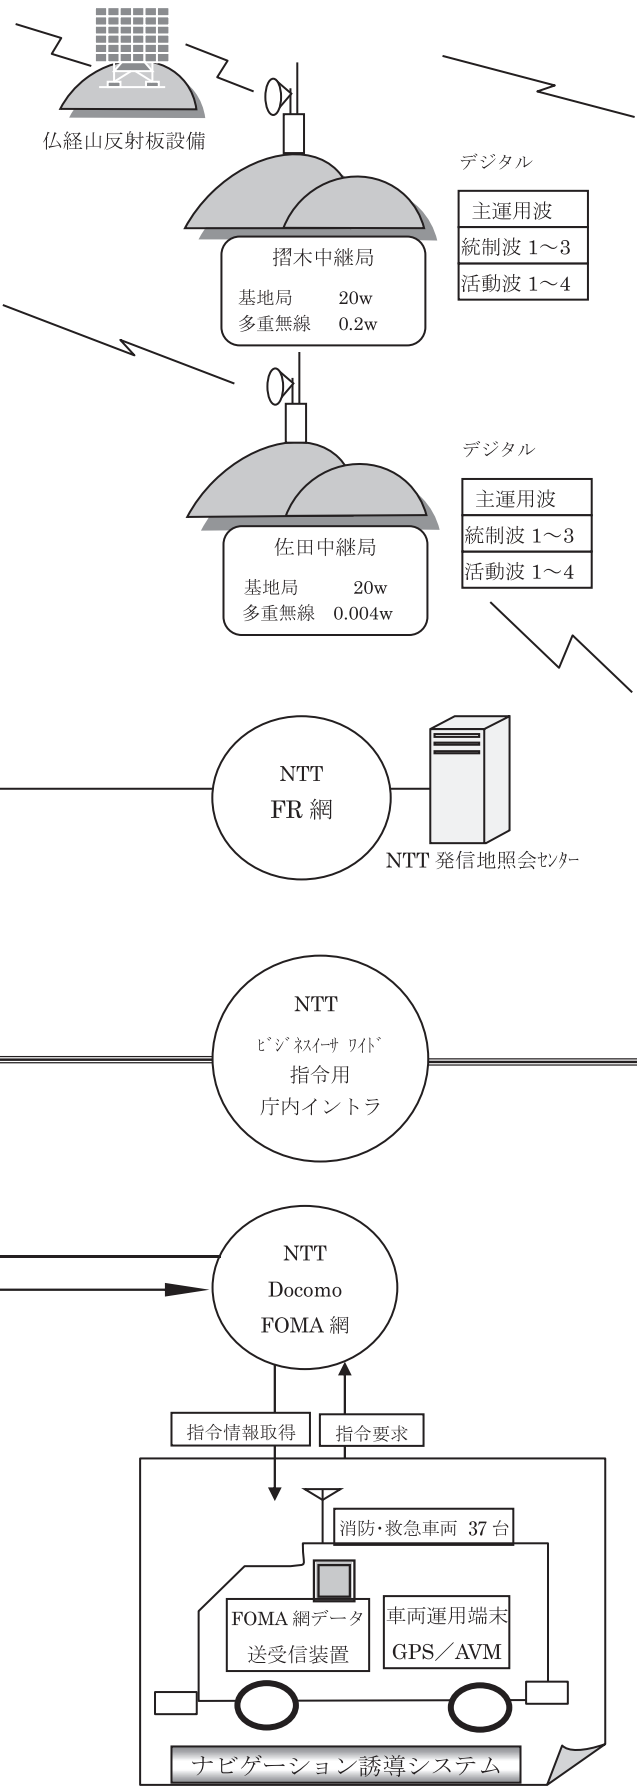 仏経山反射板設備
デジタル
主運用波
統制波 1～3
活動波 1～4
摺木中継局
基地局 20w
多重無線 0.2w
デジタル
主運用波
統制波 1～3
活動波 1～4
佐田中継局
基地局 20w
多重無線 0.004w
NTT
FR 網
NTT 発信地照会ｾﾝﾀｰ
NTT
ﾋﾞｼﾞﾈｽｲｰｻ ﾜｲﾄﾞ
指令用
庁内イントラ
NTT
Docomo
FOMA 網
指令情報取得
指令要求
消防・救急車両 37 台
FOMA 網データ
送受信装置
車両運用端末
GPS／AVM
ナビゲーション誘導システム